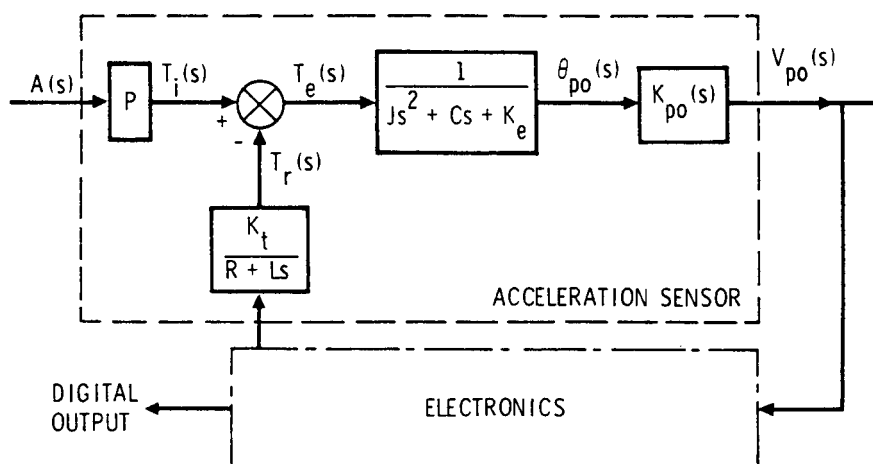 A(s)
P
T_i(s)
+
-
T_e(s)
1
Js^2 + Cs + K_e
θ_po(s)
K_po(s)
V_po(s)
T_r(s)
K_t
R + Ls
ACCELERATION SENSOR
DIGITAL
OUTPUT
ELECTRONICS